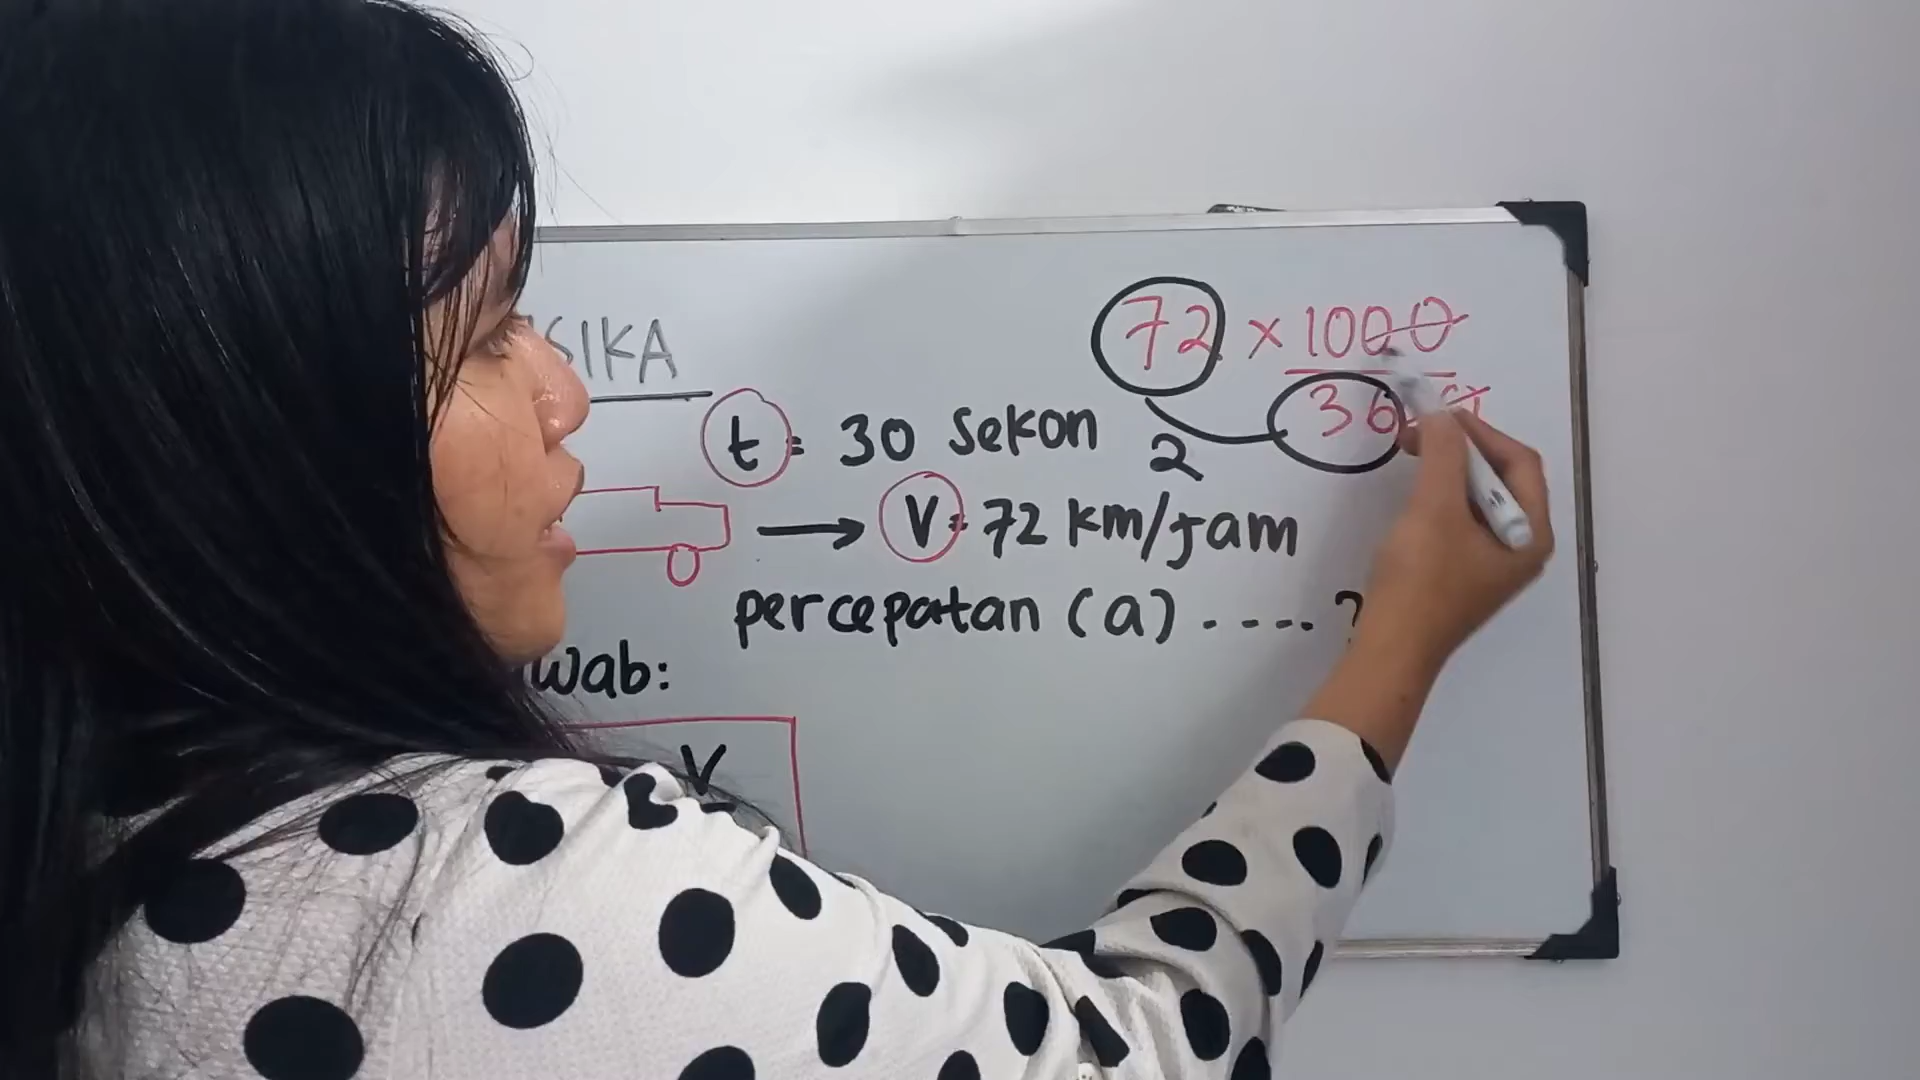 SIKA
72 × 1000
36
2
t = 30 sekon
V = 72 km/jam
percepatan (a) .... ?
wab:
V